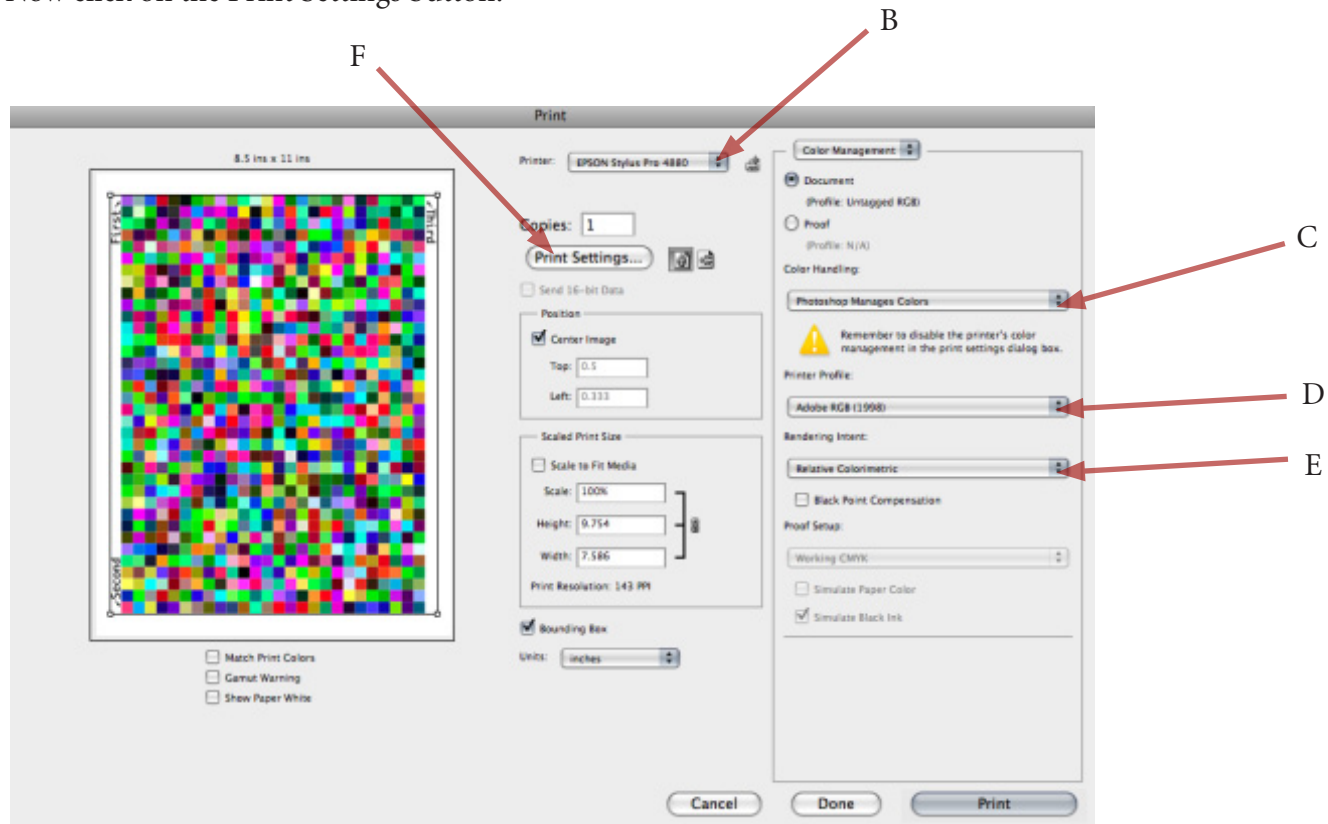 Now click on the Print Settings button.
B
F
Print
8.5 ins x 11 ins
First
Third
Second
Match Print Colors
Gamut Warning
Show Paper White
Printer: EPSON Stylus Pro 4880
Copies: 1
Print Settings...
Send 16-bit Data
Position
Center Image
Top: 0.5
Left: 0.333
Scaled Print Size
Scale to Fit Media
Scale: 100%
Height: 9.754
Width: 7.586
Print Resolution: 143 PPI
Bounding Box
Units: inches
Color Management
Document
(Profile: Untagged RGB)
Proof
(Profile: N/A)
Color Handling:
C
Photoshop Manages Colors
Remember to disable the printer's color
management in the print settings dialog box.
Printer Profile:
D
Adobe RGB (1998)
Rendering Intent:
E
Relative Colorimetric
Black Point Compensation
Proof Setup:
Working CMYK
Simulate Paper Color
Simulate Black Ink
Cancel
Done
Print